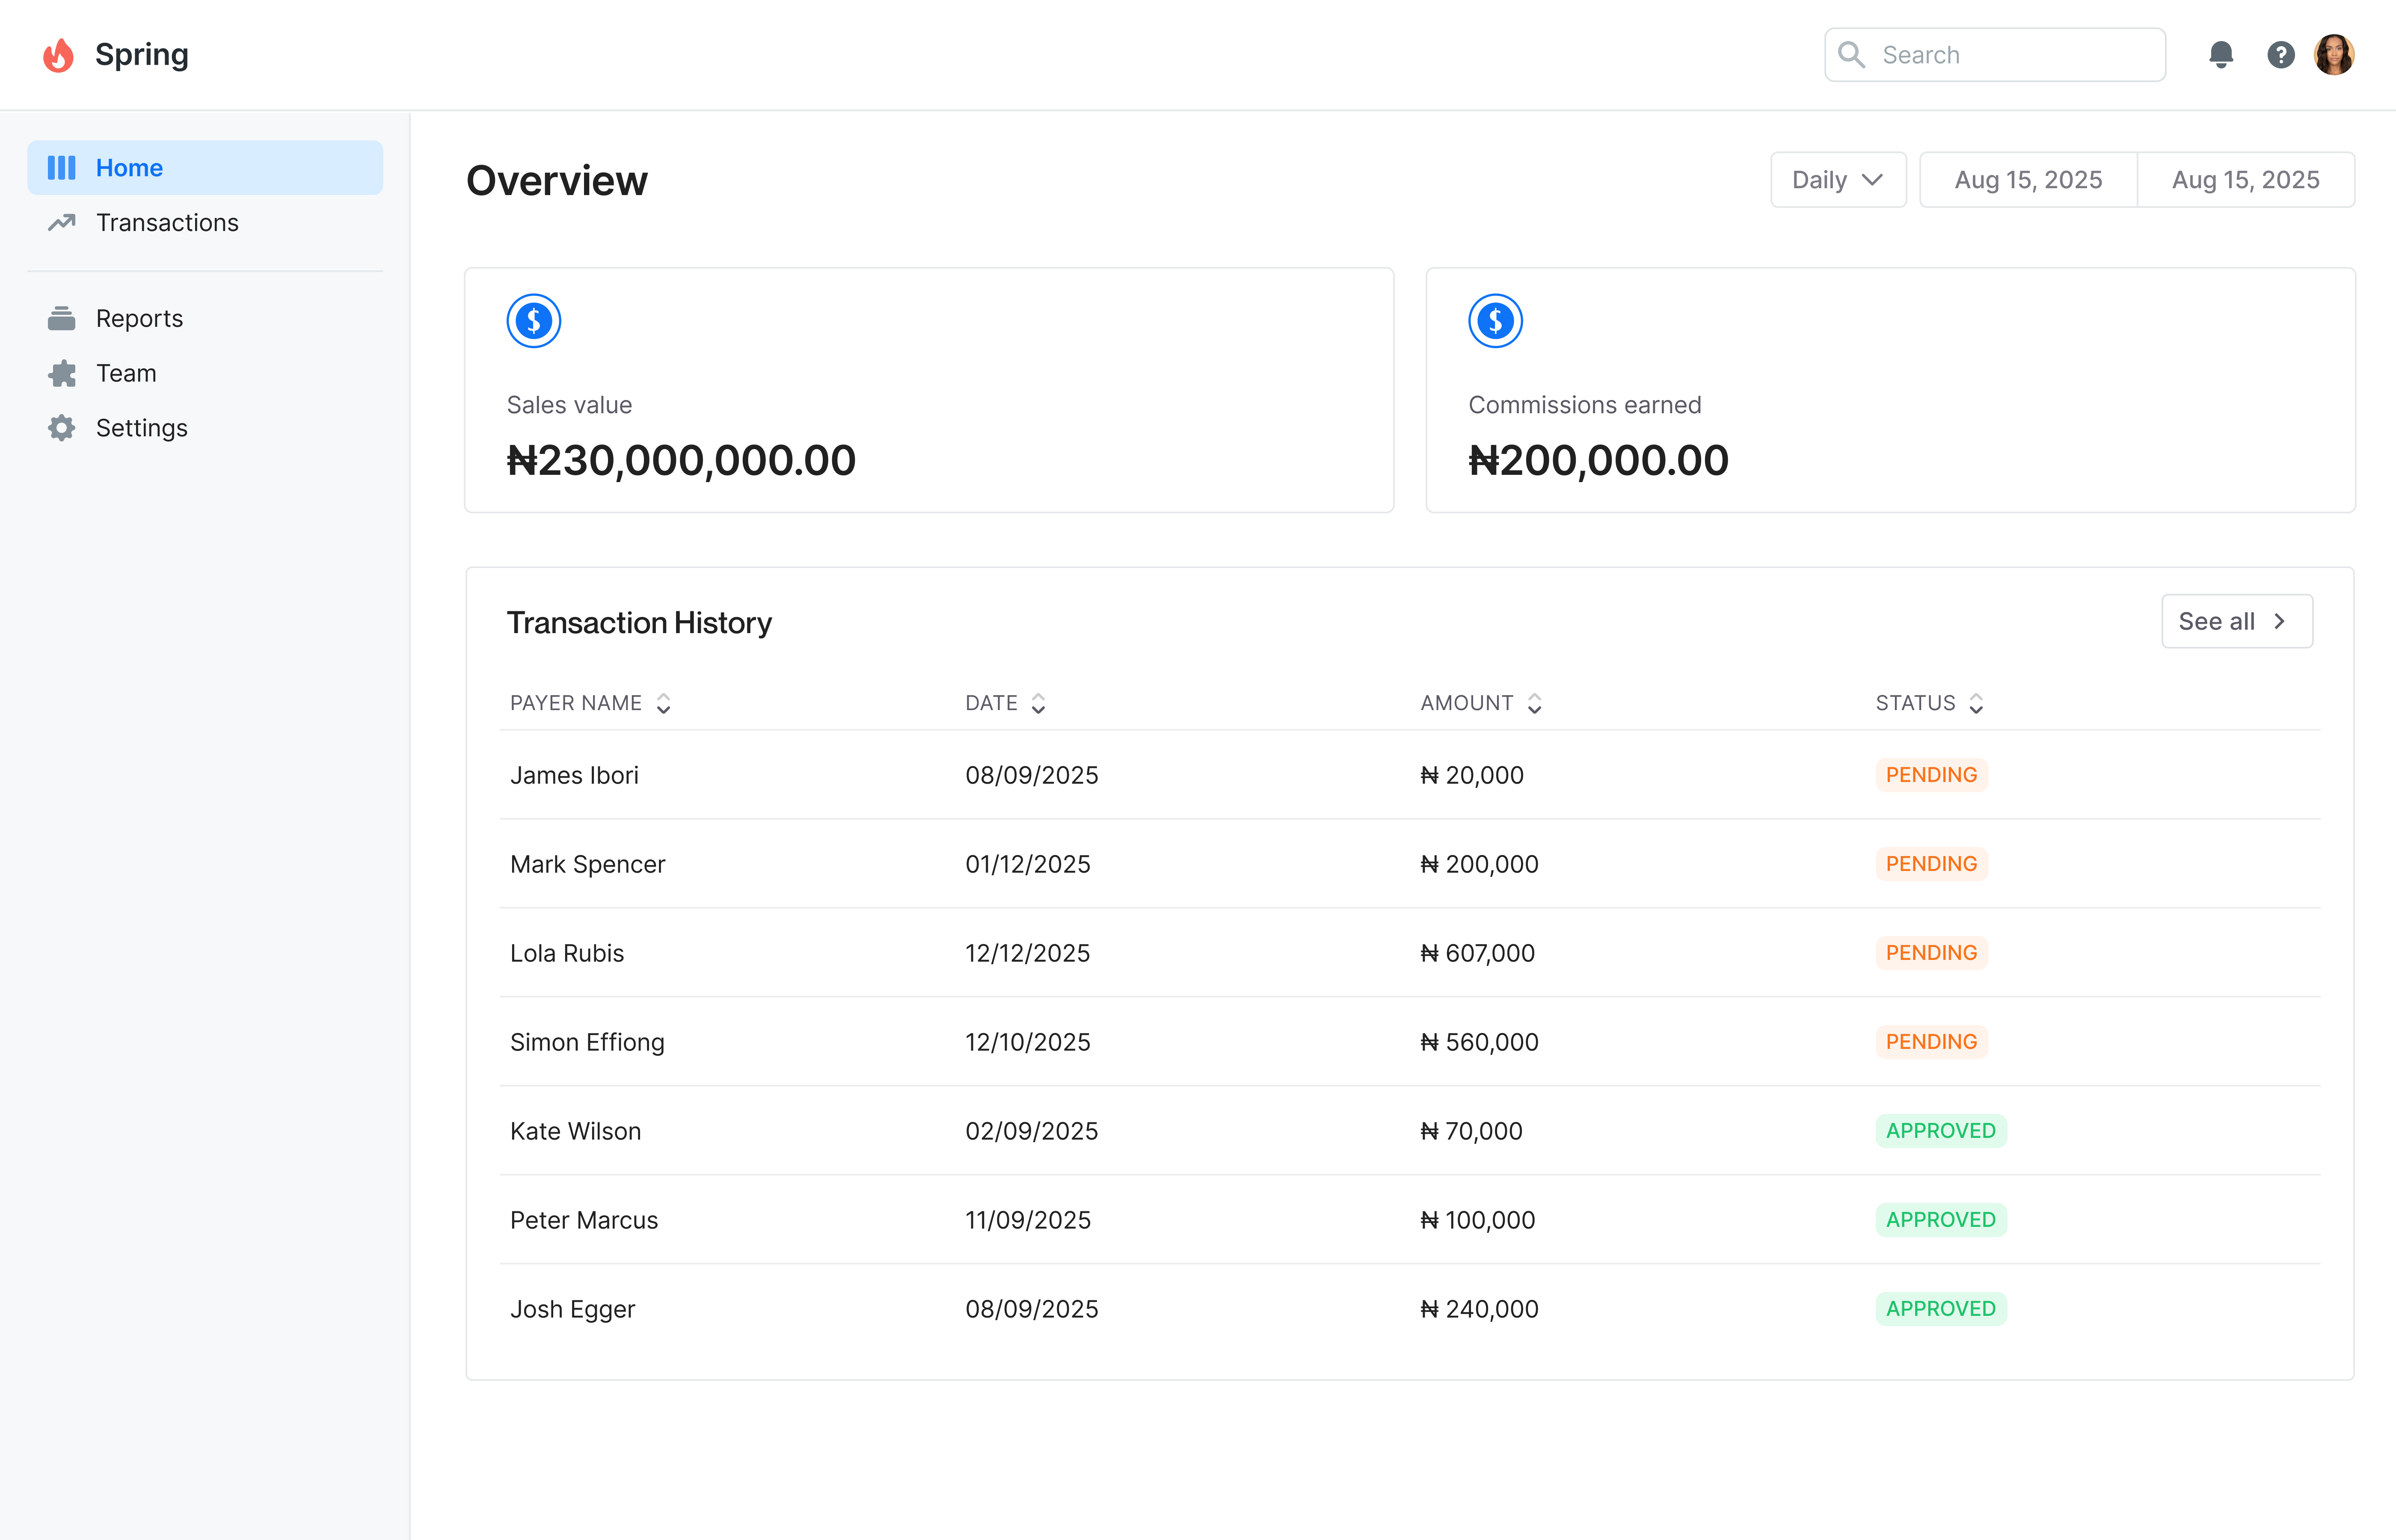 Spring
Search
Home
Transactions
Reports
Team
Settings
Overview
Daily
Aug 15, 2025
Aug 15, 2025
Sales value
₦230,000,000.00
Commissions earned
₦200,000.00
Transaction History
See all
PAYER NAME DATE AMOUNT STATUS
James Ibori 08/09/2025 ₦ 20,000 PENDING
Mark Spencer 01/12/2025 ₦ 200,000 PENDING
Lola Rubis 12/12/2025 ₦ 607,000 PENDING
Simon Effiong 12/10/2025 ₦ 560,000 PENDING
Kate Wilson 02/09/2025 ₦ 70,000 APPROVED
Peter Marcus 11/09/2025 ₦ 100,000 APPROVED
Josh Egger 08/09/2025 ₦ 240,000 APPROVED